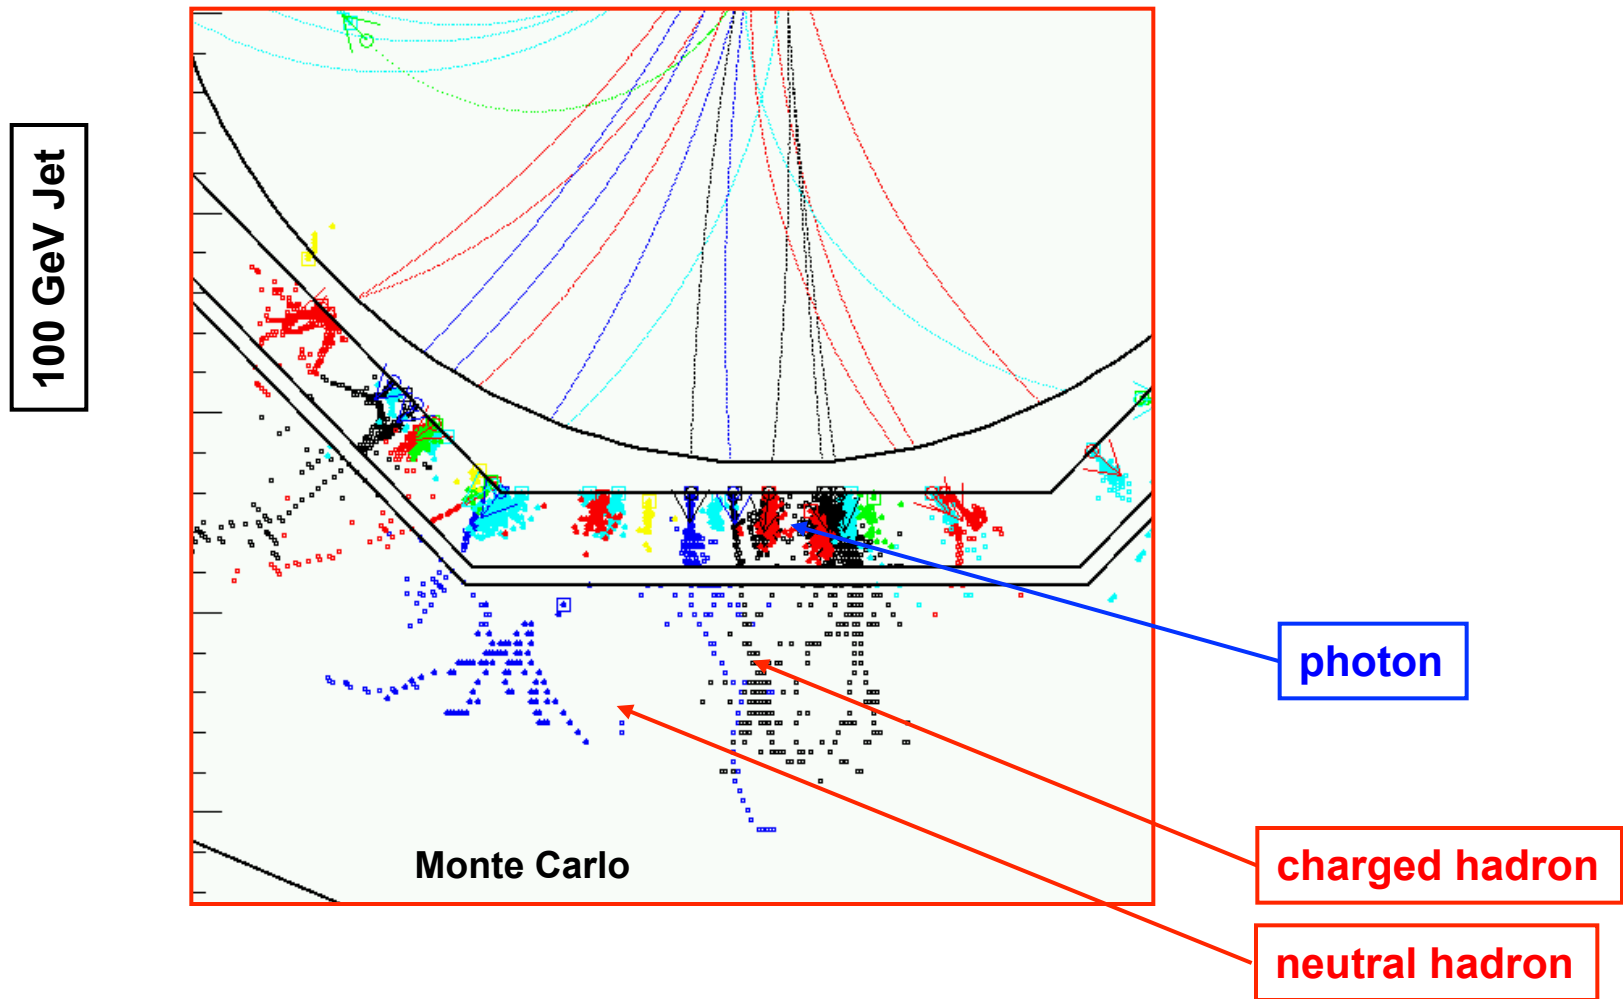 100 GeV Jet
photon
Monte Carlo
charged hadron
neutral hadron